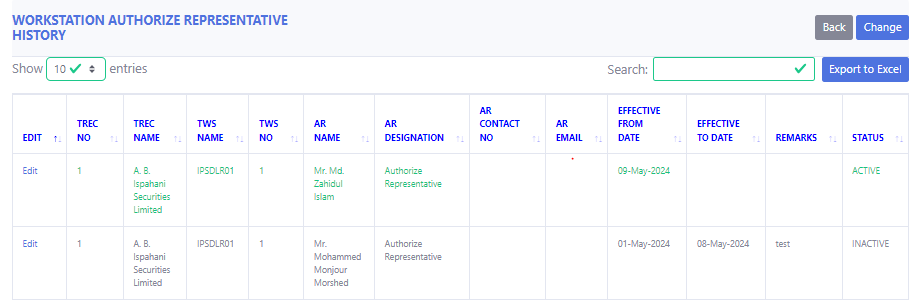 WORKSTATION AUTHORIZE REPRESENTATIVE
HISTORY
Back Change
Show 10 entries Search: Export to Excel
EDIT TREC NO TREC NAME TWS NAME TWS NO AR NAME AR DESIGNATION AR CONTACT NO AR EMAIL EFFECTIVE FROM DATE EFFECTIVE TO DATE REMARKS STATUS
Edit 1 A. B. Ispahani Securities Limited IPSDLR01 1 Mr. Md. Zahidul Islam Authorize Representative 09-May-2024 ACTIVE
Edit 1 A. B. Ispahani Securities Limited IPSDLR01 1 Mr. Mohammed Monjour Morshed Authorize Representative 01-May-2024 08-May-2024 test INACTIVE